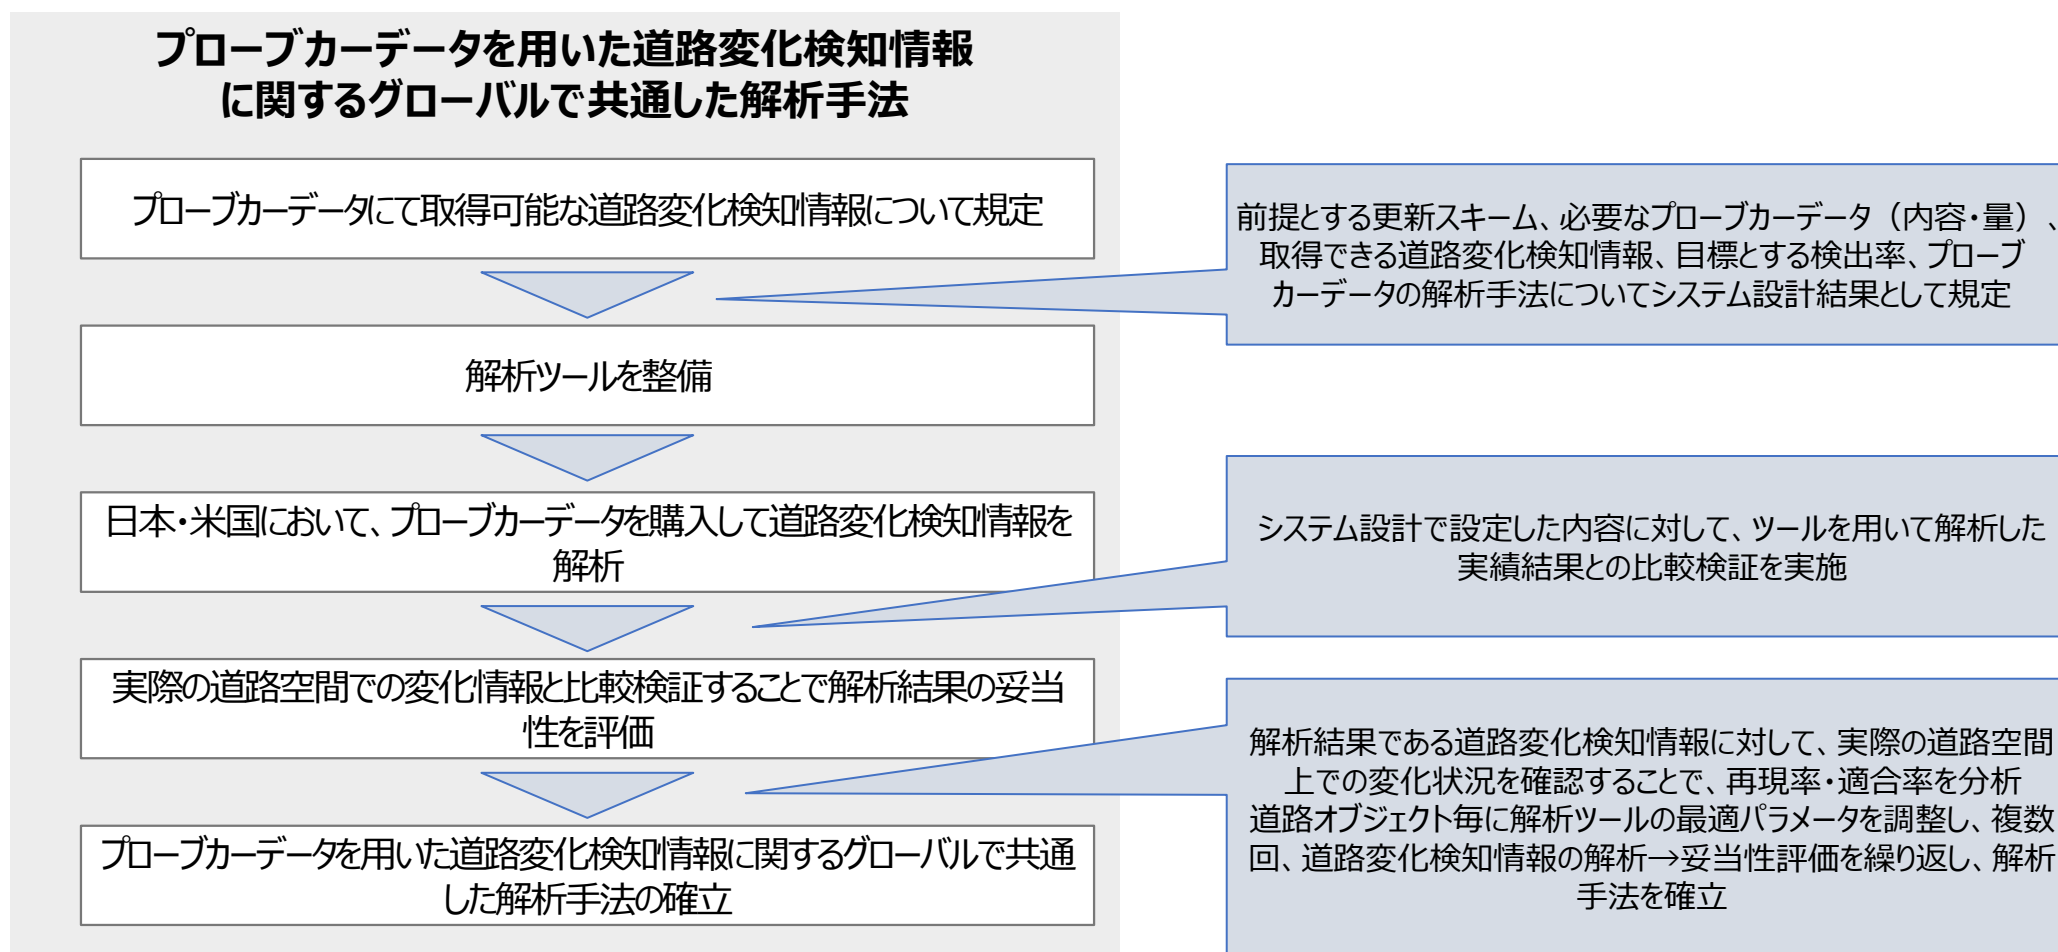 プローブカーデータを用いた道路変化検知情報
に関するグローバルで共通した解析手法
プローブカーデータにて取得可能な道路変化検知情報について規定
前提とする更新スキーム、必要なプローブカーデータ（内容・量）、
取得できる道路変化検知情報、目標とする検出率、プローブ
カーデータの解析手法についてシステム設計結果として規定
解析ツールを整備
日本・米国において、プローブカーデータを購入して道路変化検知情報を
解析
システム設計で設定した内容に対して、ツールを用いて解析した
実績結果との比較検証を実施
実際の道路空間での変化情報と比較検証することで解析結果の妥当
性を評価
解析結果である道路変化検知情報に対して、実際の道路空間
上での変化状況を確認することで、再現率・適合率を分析
道路オブジェクト毎に解析ツールの最適パラメータを調整し、複数
回、道路変化検知情報の解析→妥当性評価を繰り返し、解析
手法を確立
プローブカーデータを用いた道路変化検知情報に関するグローバルで共通
した解析手法の確立